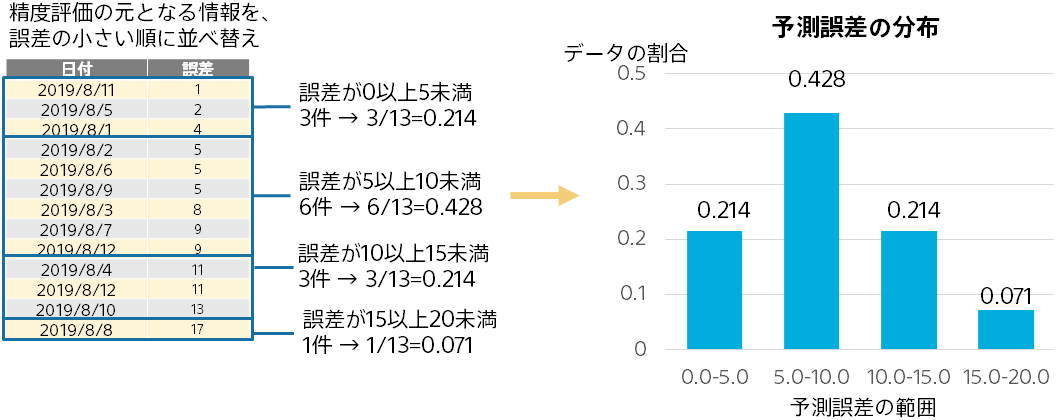 精度評価の元となる情報を、
誤差の小さい順に並べ替え
日付 誤差
2019/8/11 1
2019/8/5 2
2019/8/1 4
2019/8/2 5
2019/8/6 5
2019/8/9 5
2019/8/3 8
2019/8/7 9
2019/8/12 9
2019/8/4 11
2019/8/12 11
2019/8/10 13
2019/8/8 17
誤差が0以上5未満
3件 → 3/13=0.214
誤差が5以上10未満
6件 → 6/13=0.428
誤差が10以上15未満
3件 → 3/13=0.214
誤差が15以上20未満
1件 → 1/13=0.071
予測誤差の分布
データの割合
0.5
0.4
0.3
0.2
0.1
0
0.214
0.428
0.214
0.071
0.0-5.0 5.0-10.0 10.0-15.0 15.0-20.0
予測誤差の範囲